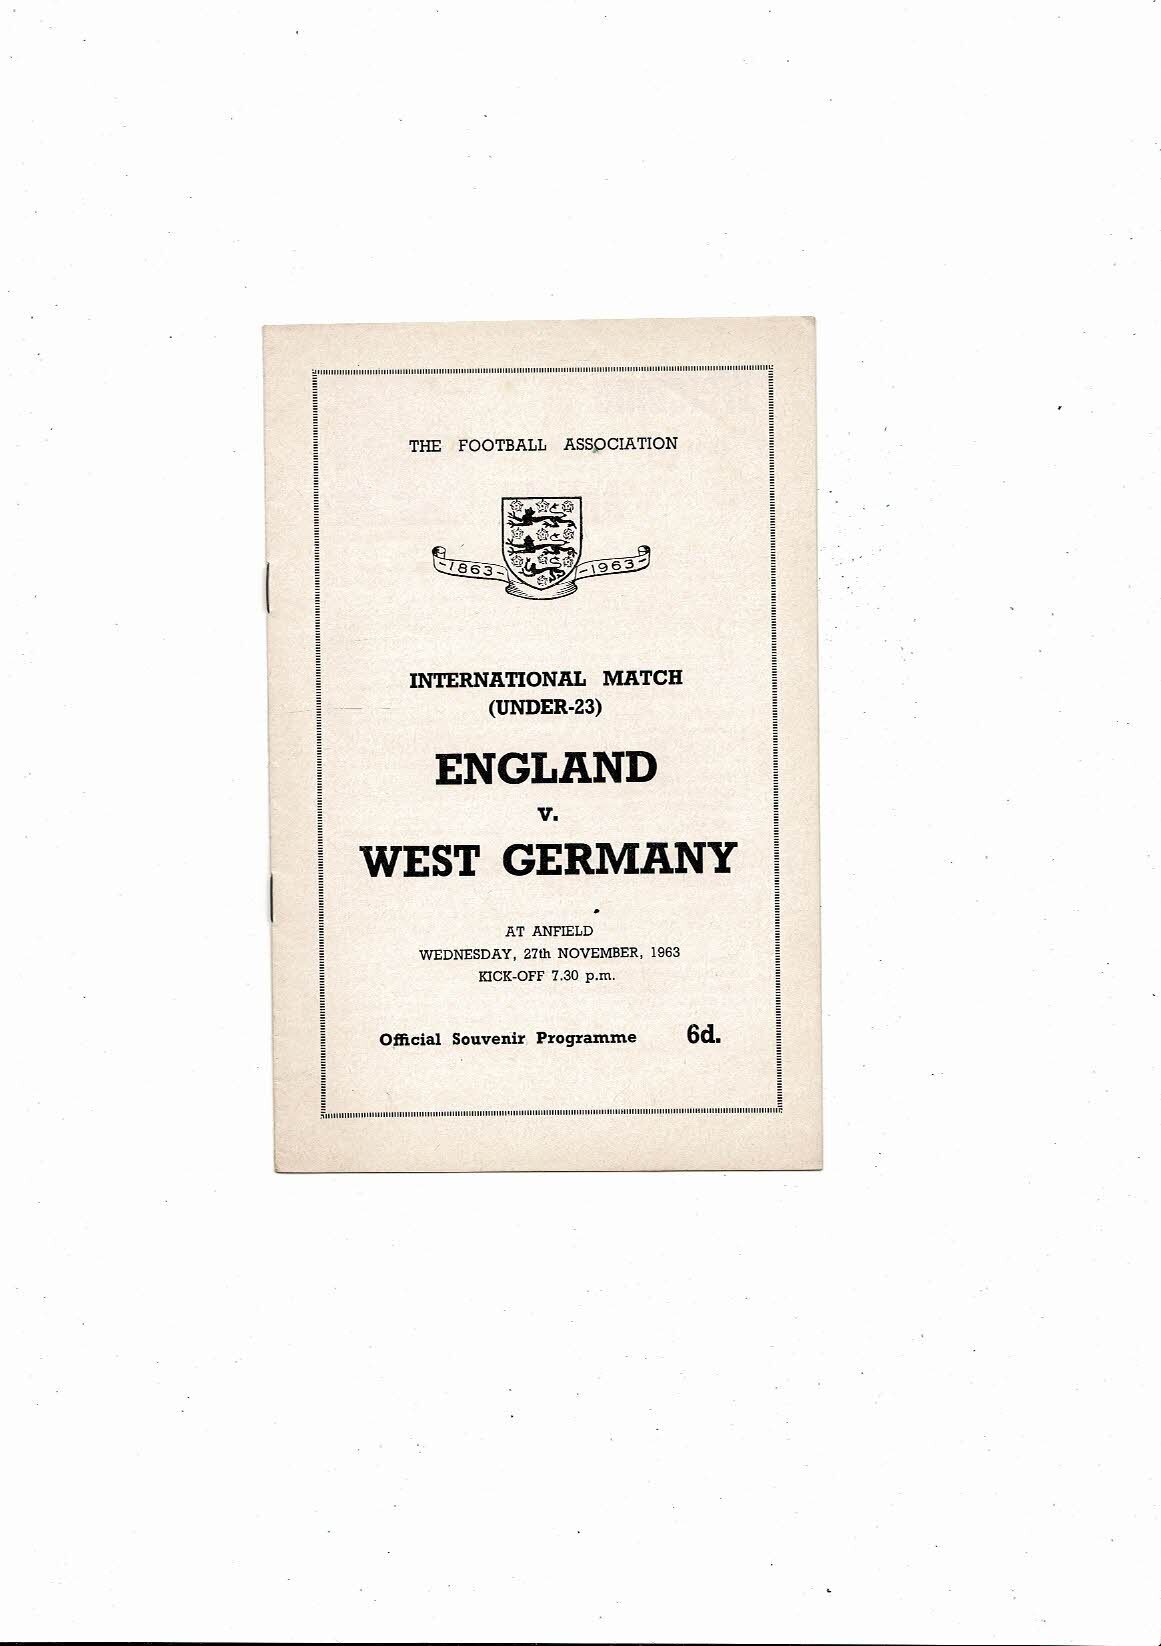 THE FOOTBALL ASSOCIATION
-1863- -1963-
INTERNATIONAL MATCH
(UNDER-23)
ENGLAND
v.
WEST GERMANY
AT ANFIELD
WEDNESDAY, 27th NOVEMBER, 1963
KICK-OFF 7.30 p.m.
Official Souvenir Programme 6d.